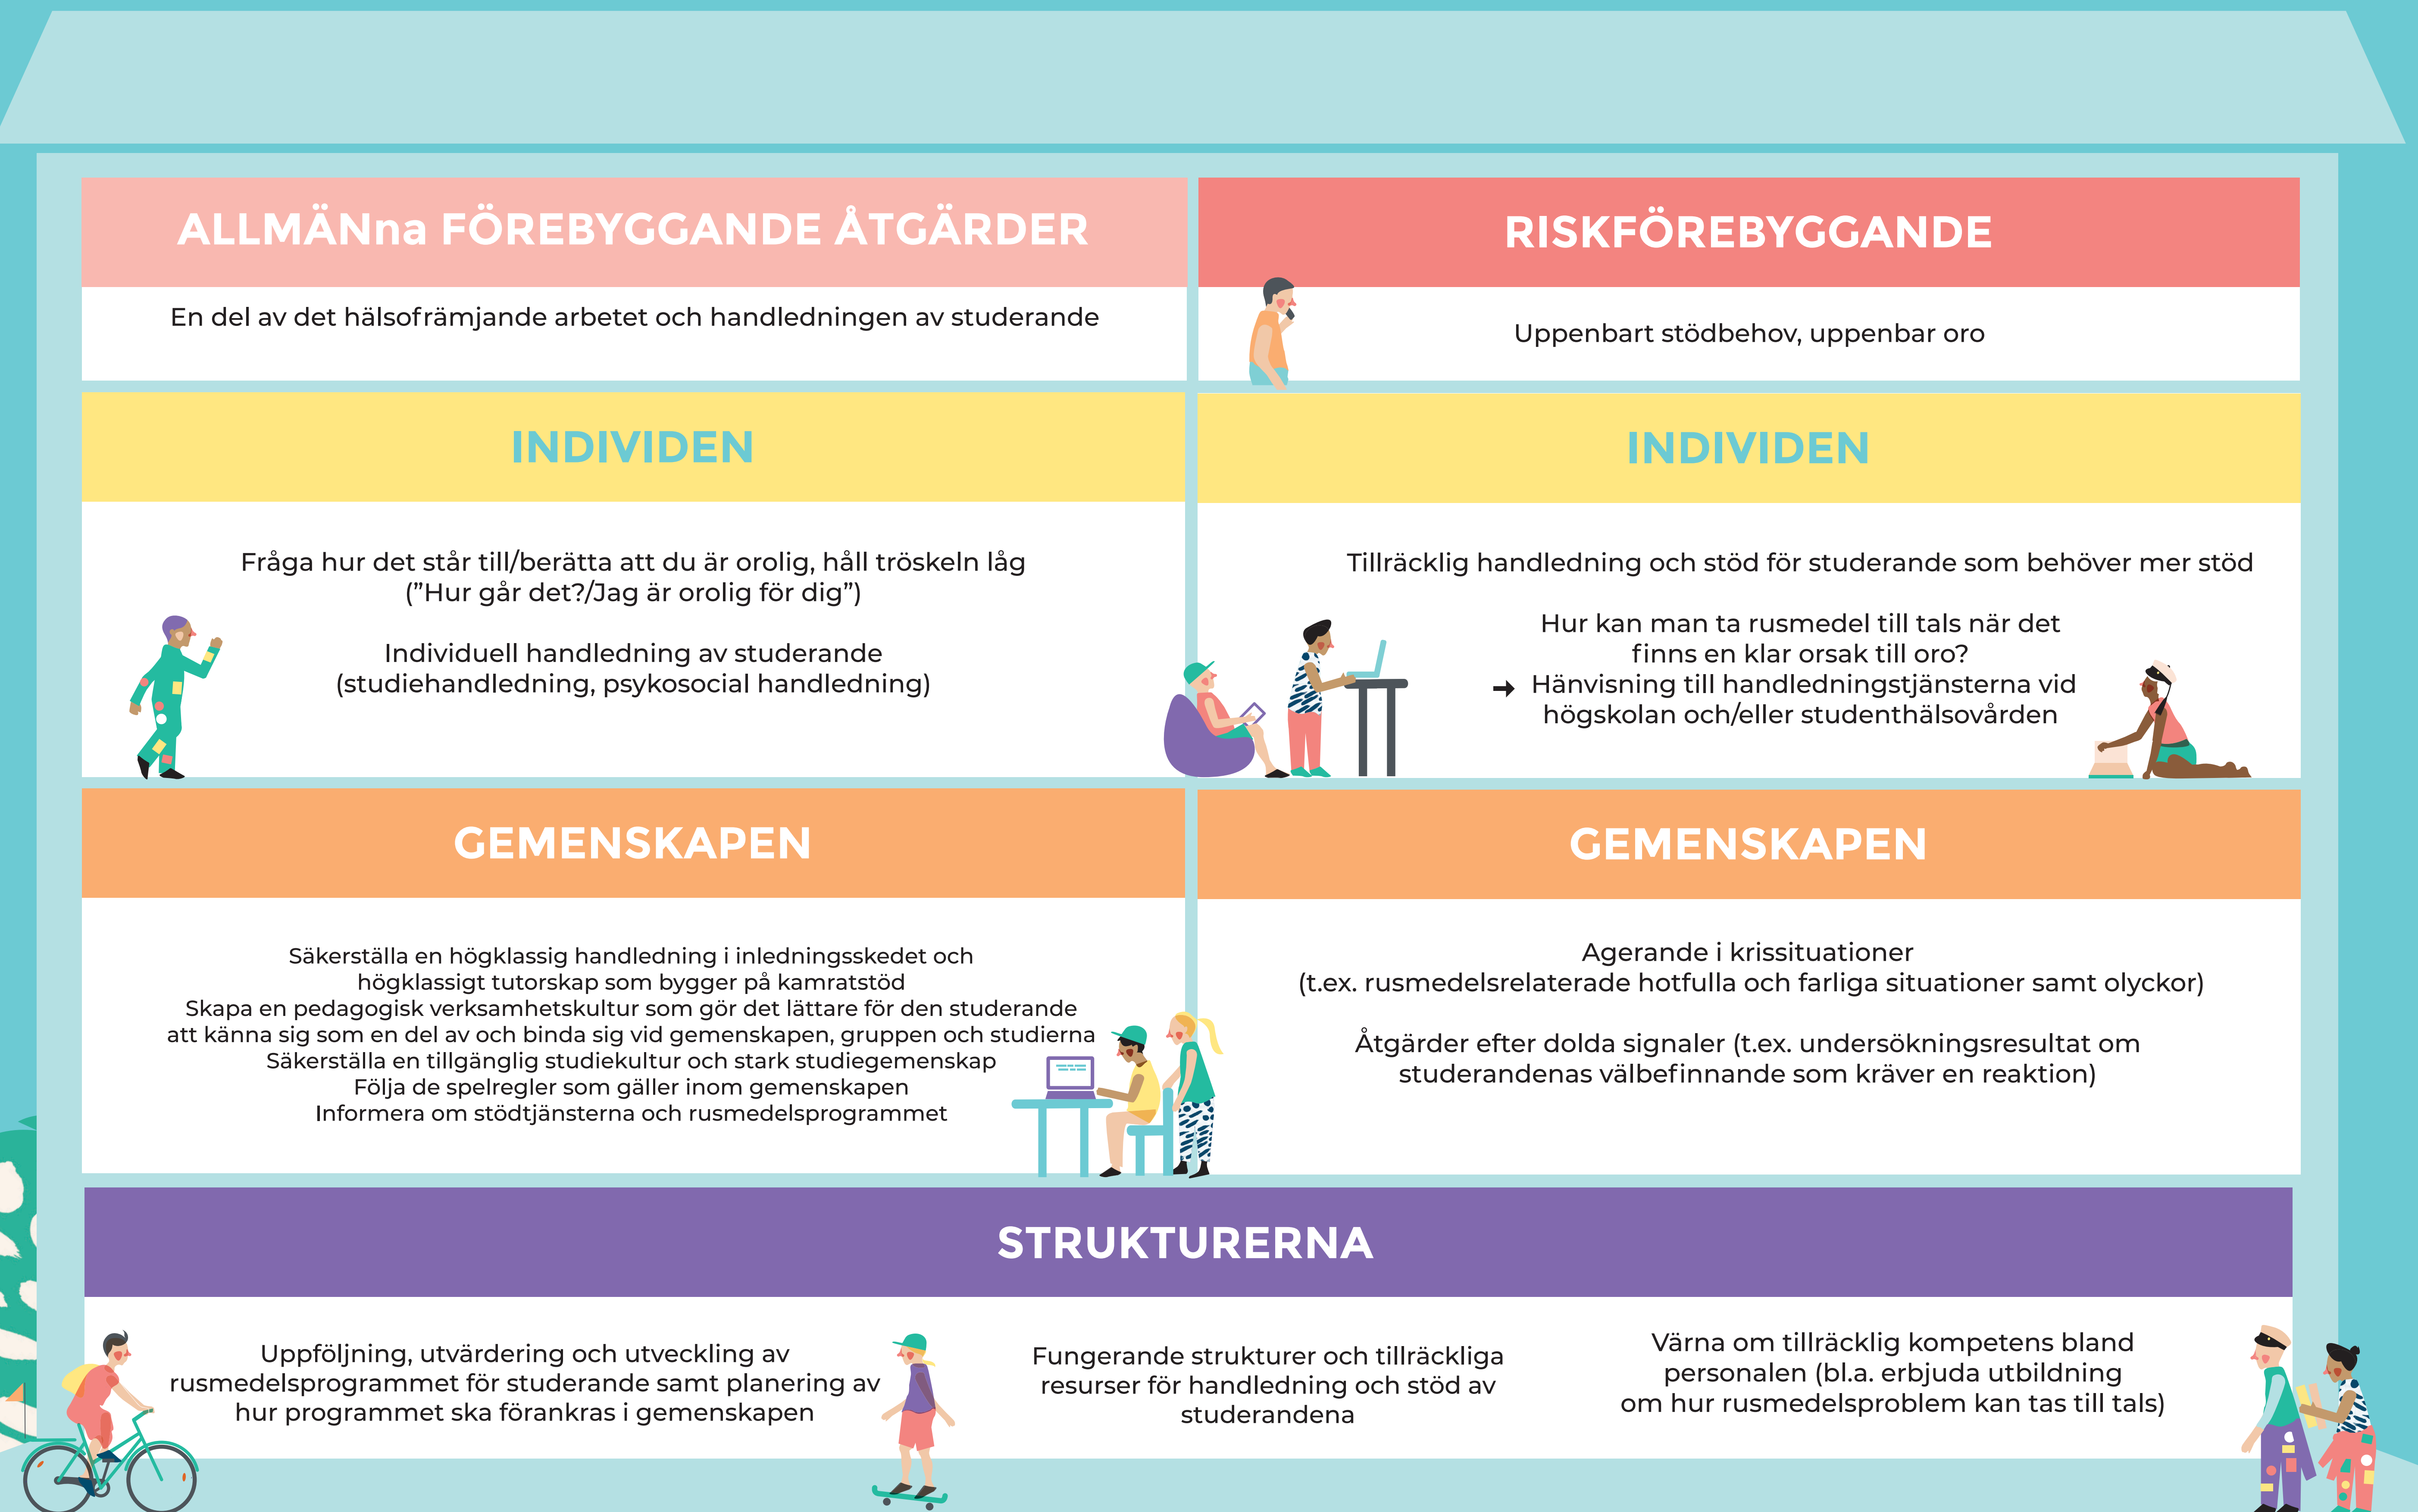 ALLMÄNna FÖREBYGGANDE ÅTGÄRDER
En del av det hälsofrämjande arbetet och handledningen av studerande
RISKFÖREBYGGANDE
Uppenbart stödbehov, uppenbar oro
INDIVIDEN
Fråga hur det står till/berätta att du är orolig, håll tröskeln låg
(”Hur går det?/Jag är orolig för dig”)
Individuell handledning av studerande
(studiehandledning, psykosocial handledning)
INDIVIDEN
Tillräcklig handledning och stöd för studerande som behöver mer stöd
Hur kan man ta rusmedel till tals när det
finns en klar orsak till oro?
➞ Hänvisning till handledningstjänsterna vid
högskolan och/eller studenthälsovården
GEMENSKAPEN
Säkerställa en högklassig handledning i inledningsskedet och
högklassigt tutorskap som bygger på kamratstöd
Skapa en pedagogisk verksamhetskultur som gör det lättare för den studerande
att känna sig som en del av och binda sig vid gemenskapen, gruppen och studierna
Säkerställa en tillgänglig studiekultur och stark studiegemenskap
Följa de spelregler som gäller inom gemenskapen
Informera om stödtjänsterna och rusmedelsprogrammet
GEMENSKAPEN
Agerande i krissituationer
(t.ex. rusmedelsrelaterade hotfulla och farliga situationer samt olyckor)
Åtgärder efter dolda signaler (t.ex. undersökningsresultat om
studerandenas välbefinnande som kräver en reaktion)
STRUKTURERNA
Uppföljning, utvärdering och utveckling av
rusmedelsprogrammet för studerande samt planering av
hur programmet ska förankras i gemenskapen
Fungerande strukturer och tillräckliga
resurser för handledning och stöd av
studerandena
Värna om tillräcklig kompetens bland
personalen (bl.a. erbjuda utbildning
om hur rusmedelsproblem kan tas till tals)